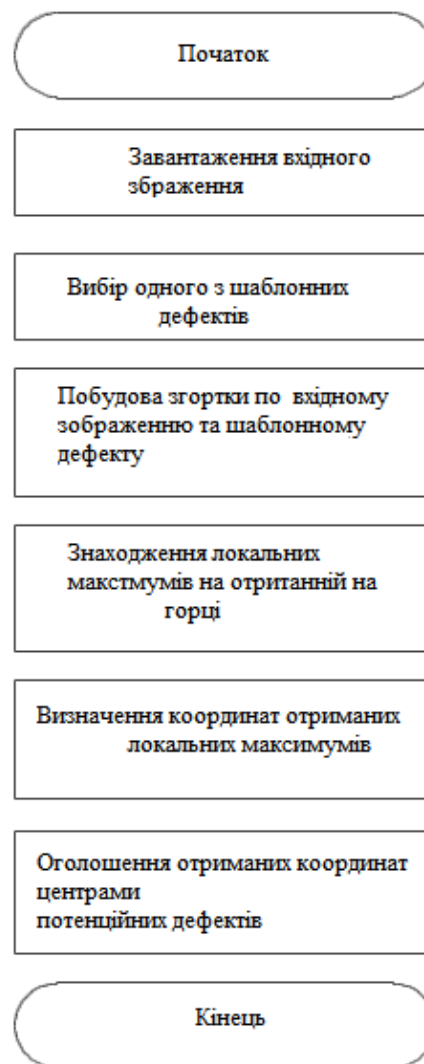 Початок
Завантаження вхідного
збраження
Вибір одного з шаблонних
дефектів
Побудова згортки по вхідному
зображенню та шаблонному
дефекту
Знаходження локальних
макстмумів на отританній на
горці
Визначення координат отриманих
локальних максимумів
Оголошення отриманих координат
центрами
потенційних дефектів
Кінець